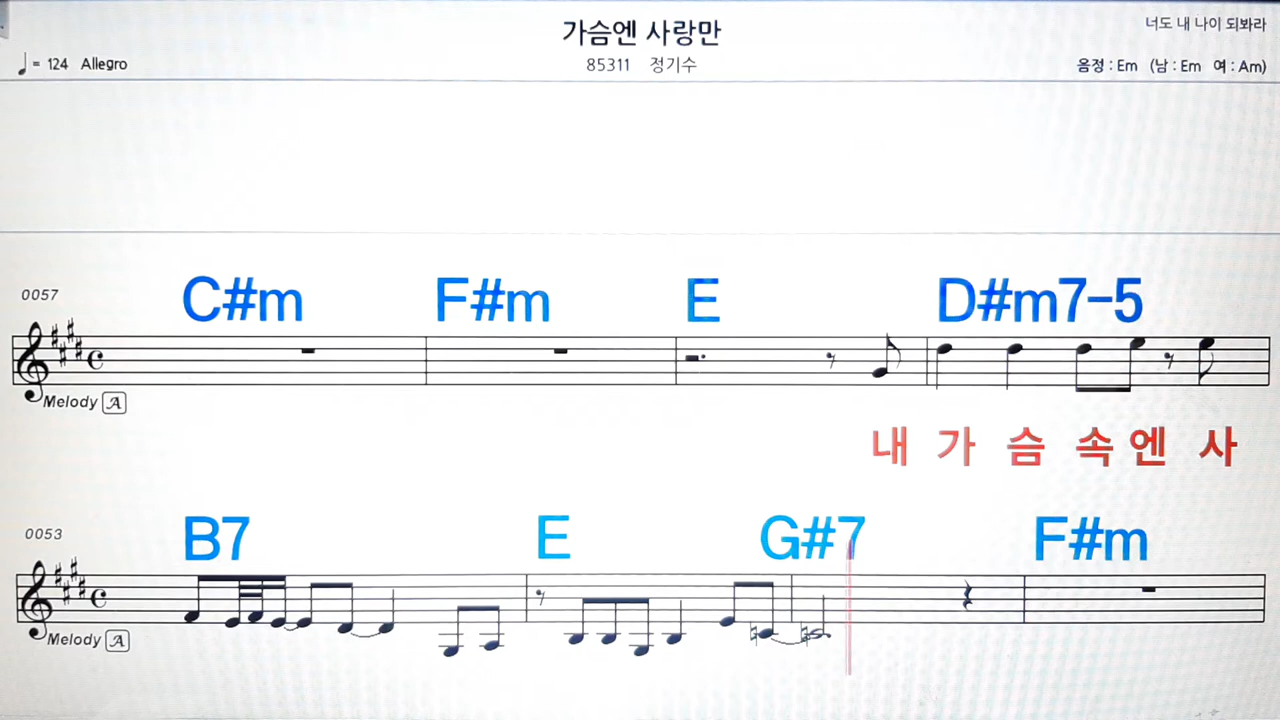 가슴엔 사랑만
너도 내 나이 되봐라
♩ = 124 Allegro
85311 정기수
음정 : Em (남 : Em 여 : Am)
0057
C#m F#m E D#m7-5
Melody A
내 가 슴 속 엔 사
0053
B7 E G#7 F#m
Melody A